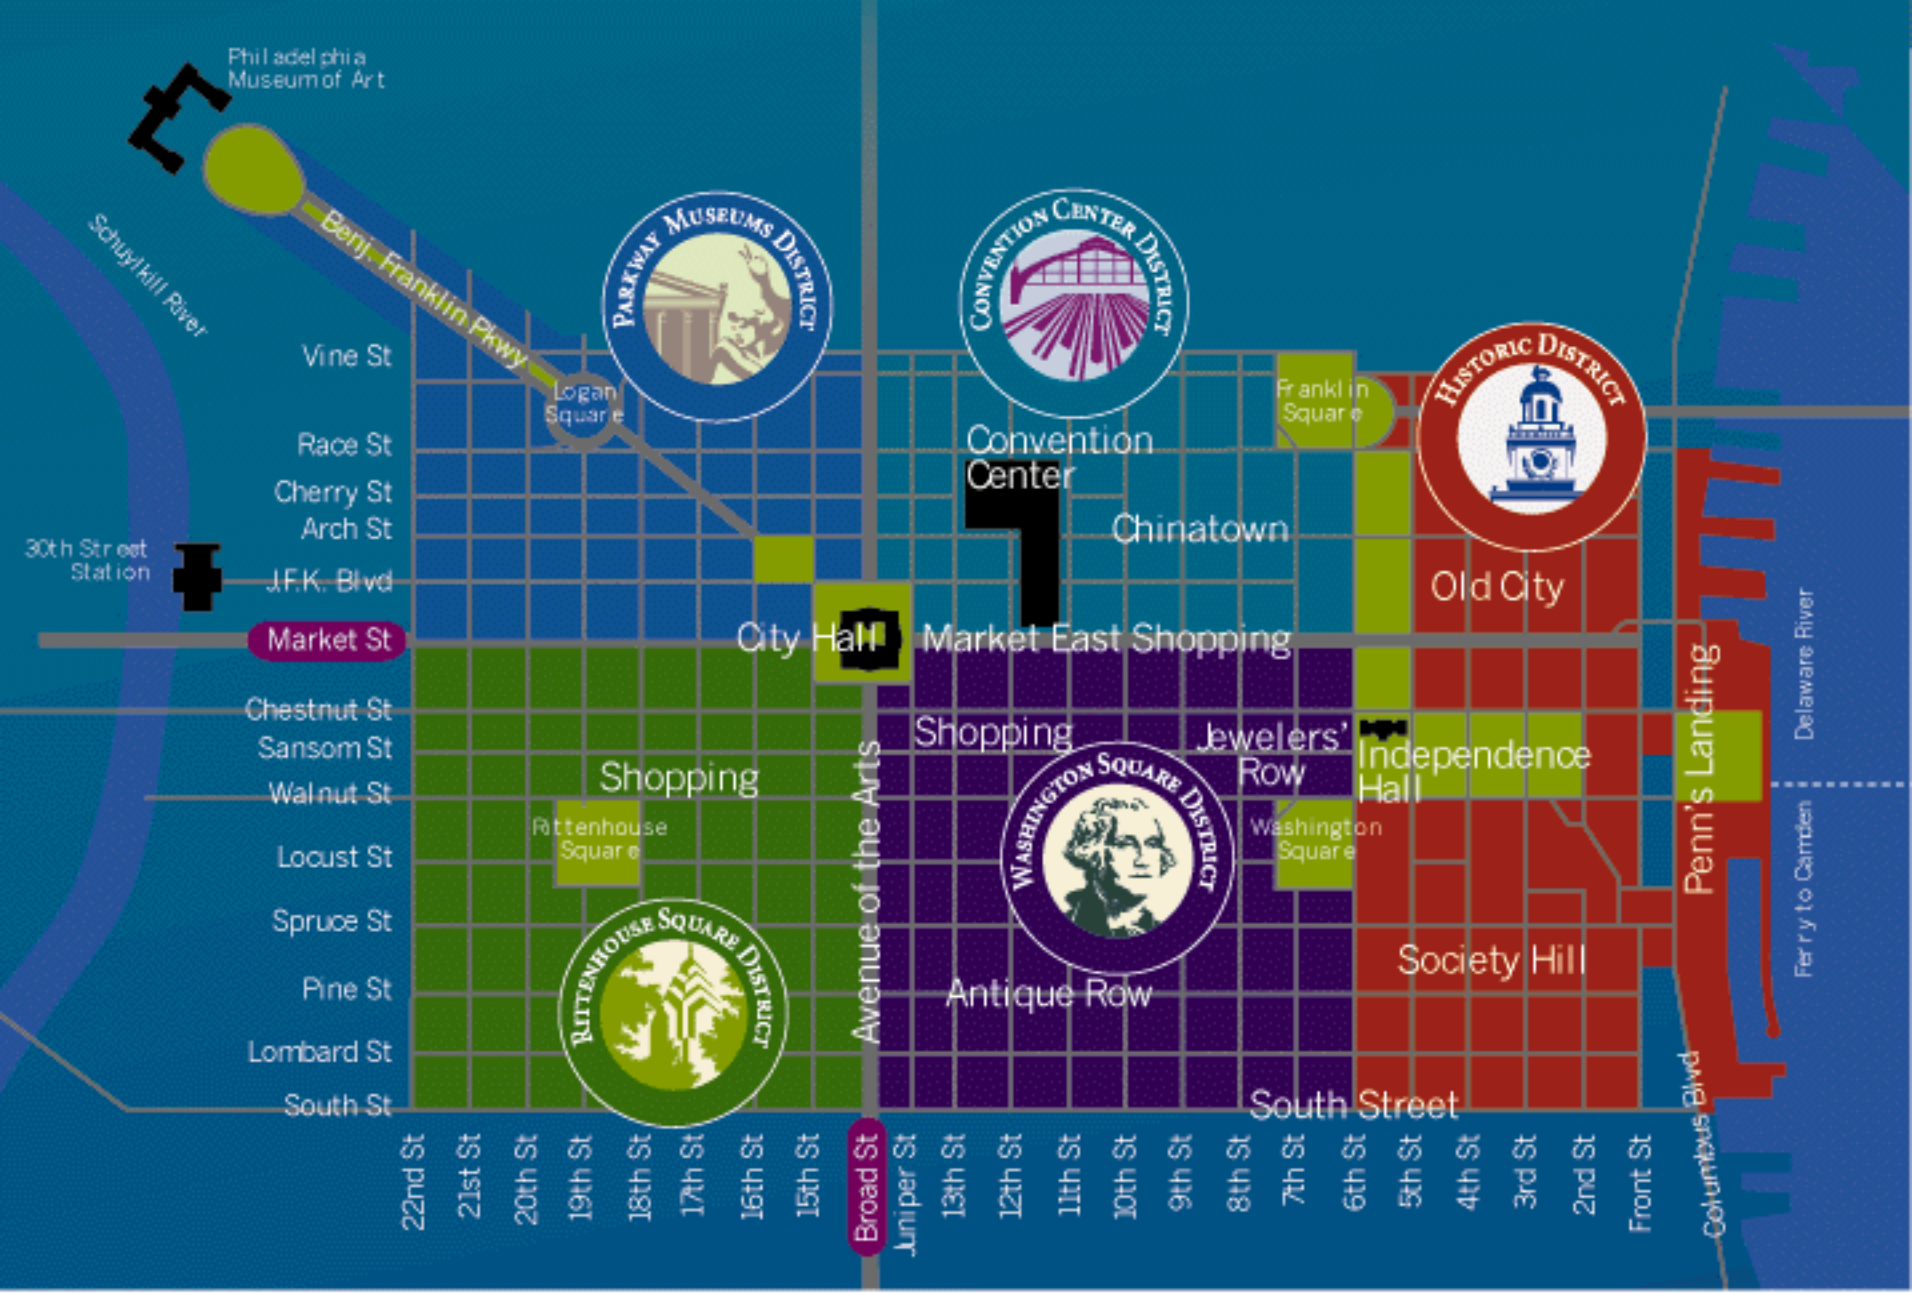 Philadelphia
Museum of Art
Schuylkill River
Benj. Franklin Pkwy
PARKWAY MUSEUMS DISTRICT
CONVENTION CENTER DISTRICT
HISTORIC DISTRICT
Vine St
Logan
Square
Franklin
Square
Race St
Convention
Center
Cherry St
Arch St
Chinatown
30th Street
Station
J.F.K. Blvd
Old City
Market St
City Hall
Market East Shopping
Delaware River
Penn's Landing
Chestnut St
Sansom St
Shopping
Jewelers'
Row
Independence
Hall
Shopping
Walnut St
Avenue of the Arts
WASHINGTON SQUARE DISTRICT
Rittenhouse
Square
Washington
Square
Locust St
Ferry to Camden
Spruce St
RITTENHOUSE SQUARE DISTRICT
Society Hill
Pine St
Antique Row
Lombard St
South St
South Street
Columbus Blvd
22nd St
21st St
20th St
19th St
18th St
17th St
16th St
15th St
Broad St
Juniper St
13th St
12th St
11th St
10th St
9th St
8th St
7th St
6th St
5th St
4th St
3rd St
2nd St
Front St